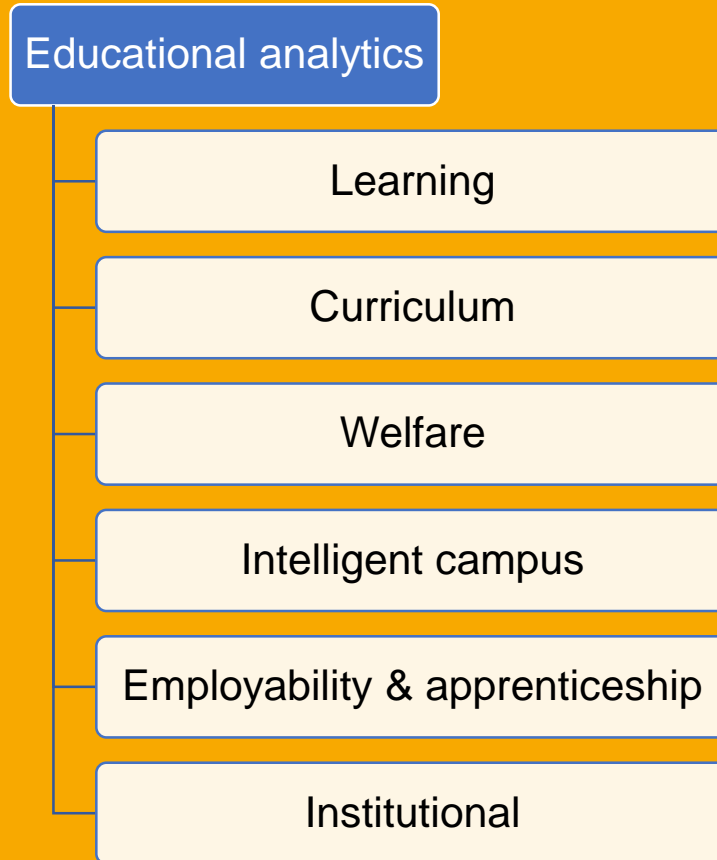 Educational analytics
Learning
Curriculum
Welfare
Intelligent campus
Employability & apprenticeship
Institutional